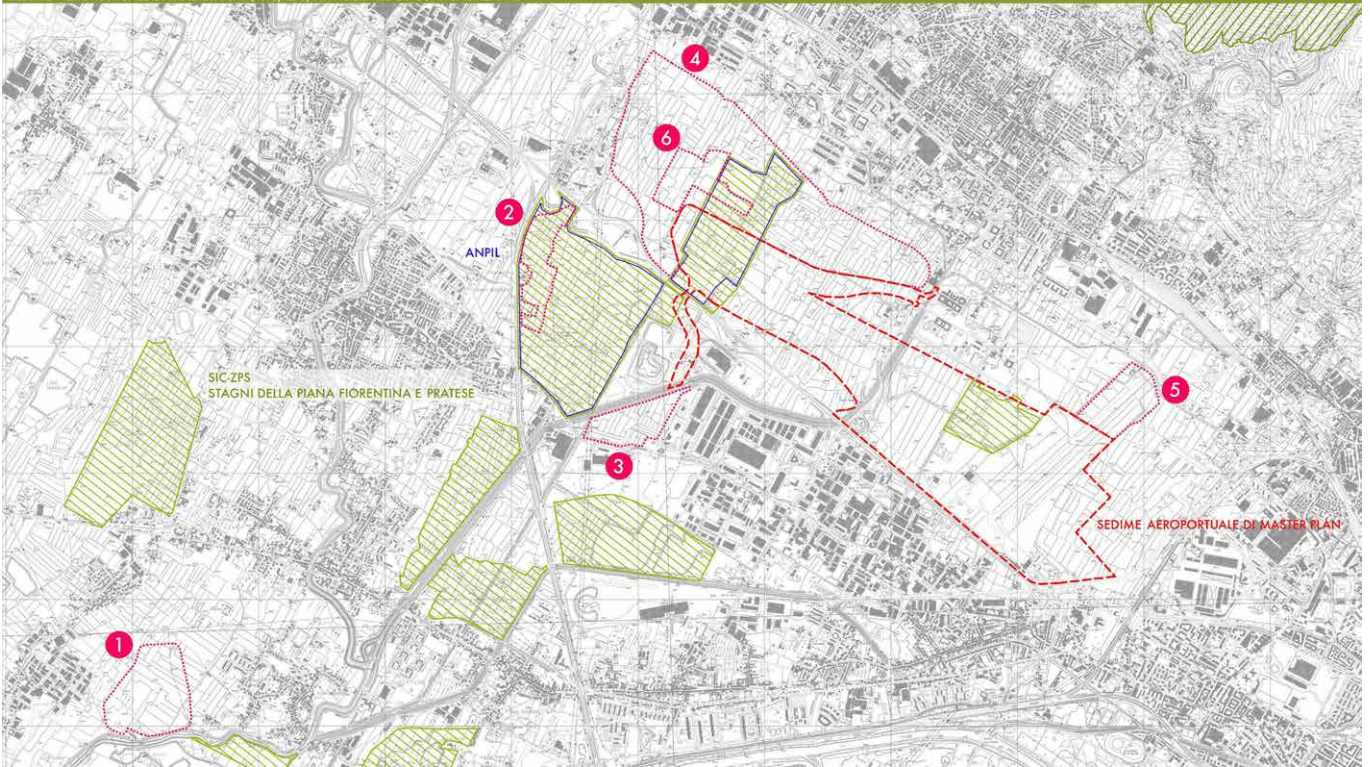 4
6
2
ANPIL
SIC-ZPS
STAGNI DELLA PIANA FIORENTINA E PRATESE
5
3
SEDIME AEROPORTUALE DI MASTER PLAN
1